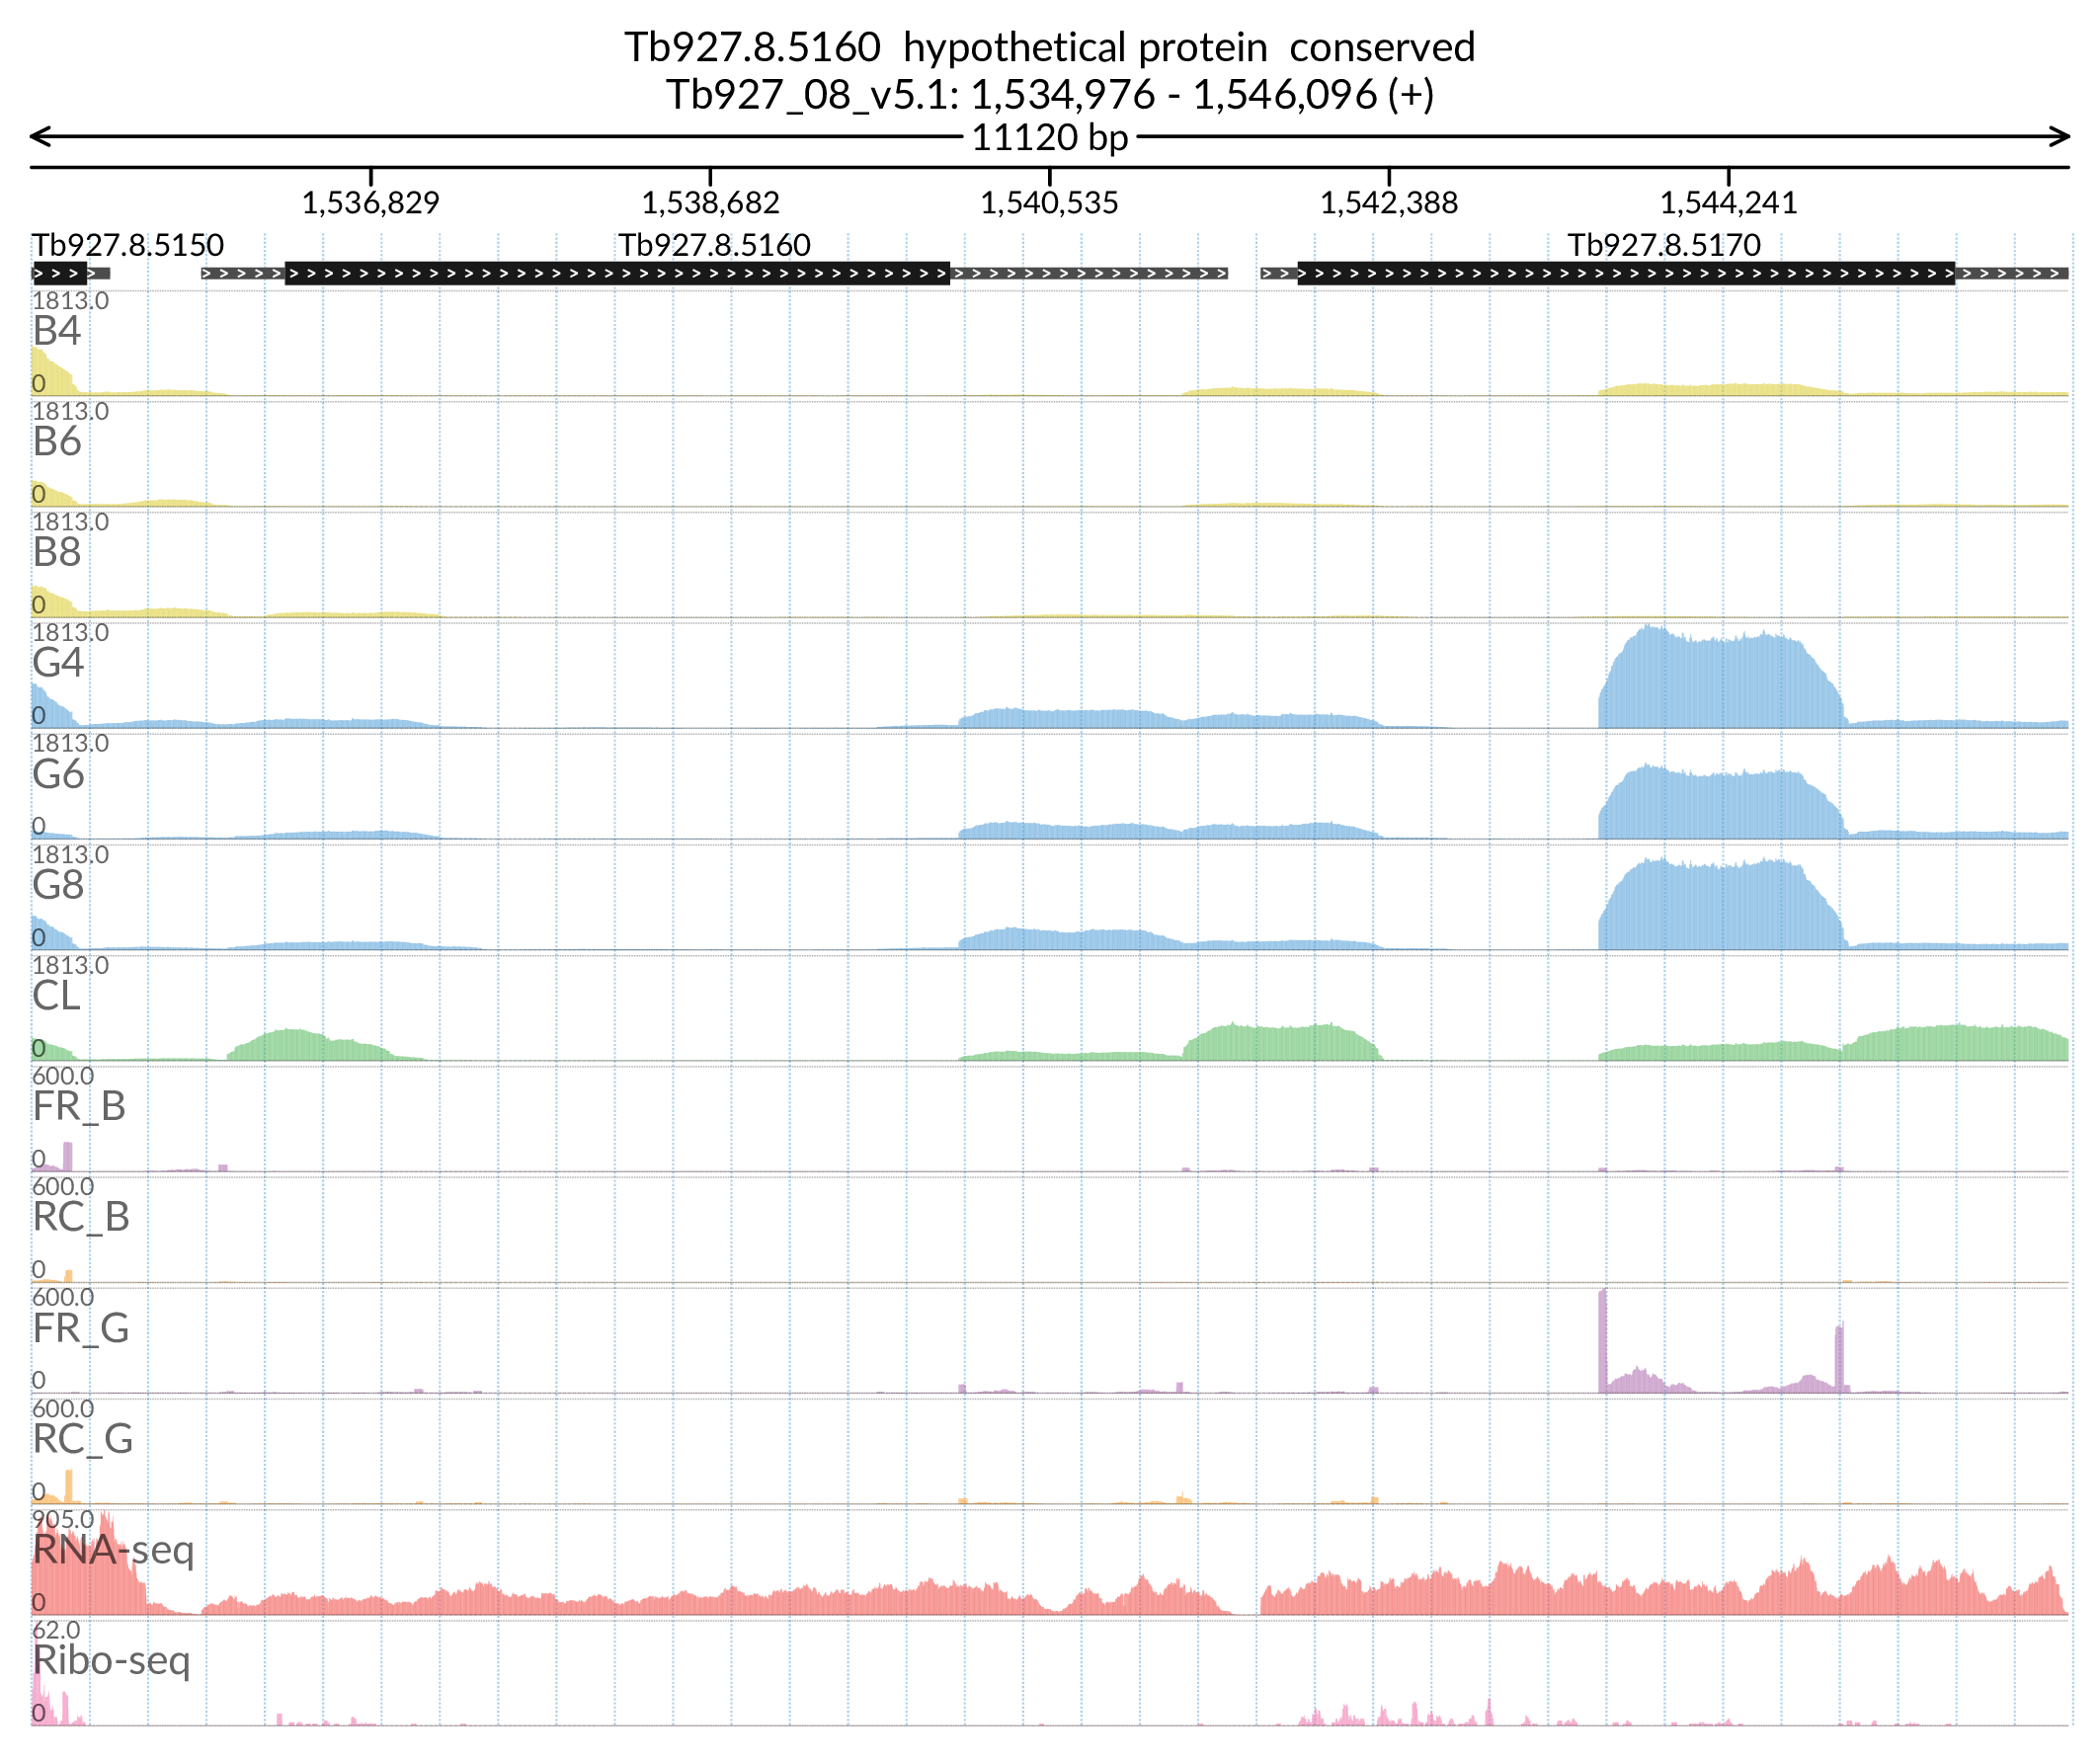 Tb927.8.5160  hypothetical protein  conserved
Tb927_08_v5.1: 1,534,976 - 1,546,096 (+)
11120 bp
1,536,829 1,538,682 1,540,535 1,542,388 1,544,241
Tb927.8.5150 Tb927.8.5160 Tb927.8.5170
1813.0
B4
0
1813.0
B6
0
1813.0
B8
0
1813.0
G4
0
1813.0
G6
0
1813.0
G8
0
1813.0
CL
0
600.0
FR_B
0
600.0
RC_B
0
600.0
FR_G
0
600.0
RC_G
0
905.0
RNA-seq
0
62.0
Ribo-seq
0